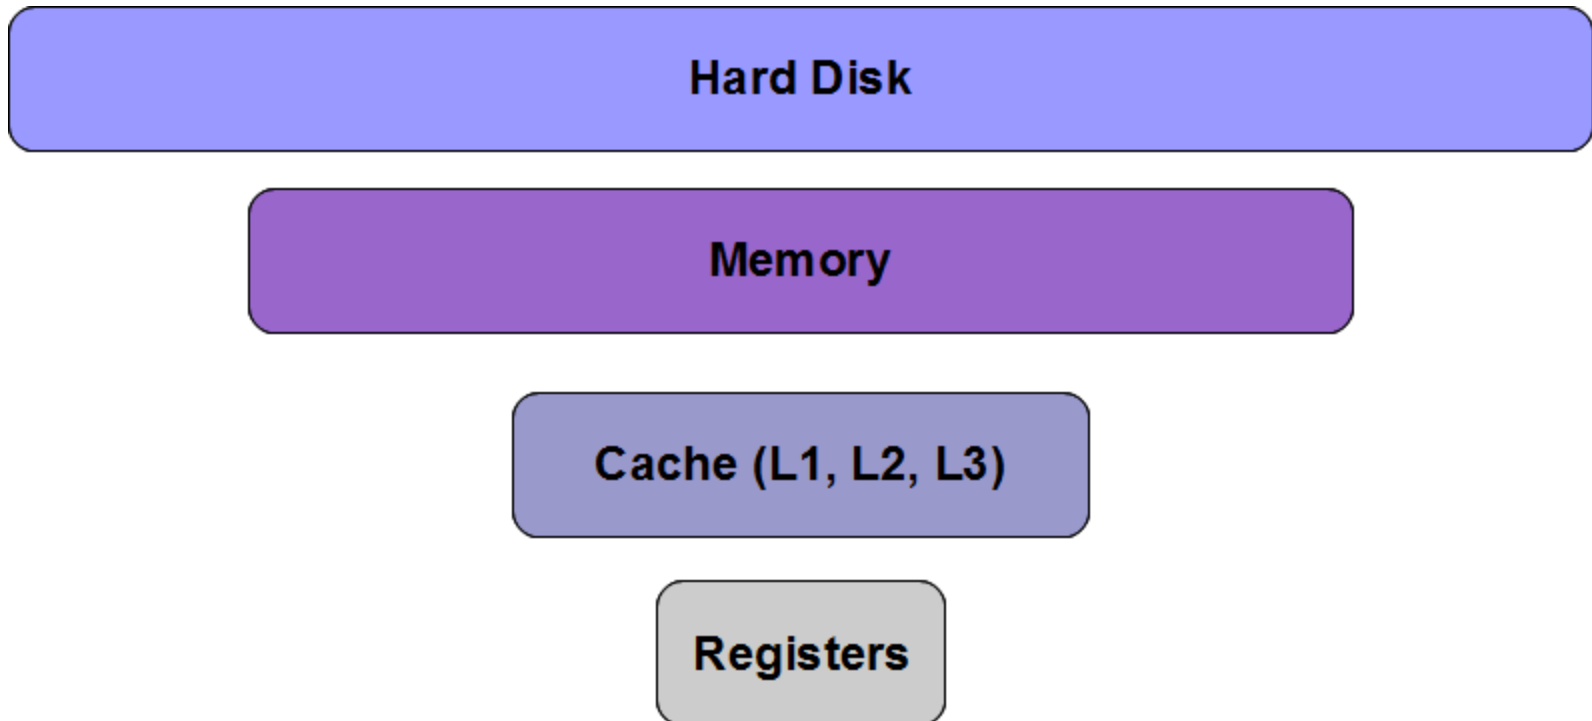 Hard Disk
Memory
Cache (L1, L2, L3)
Registers